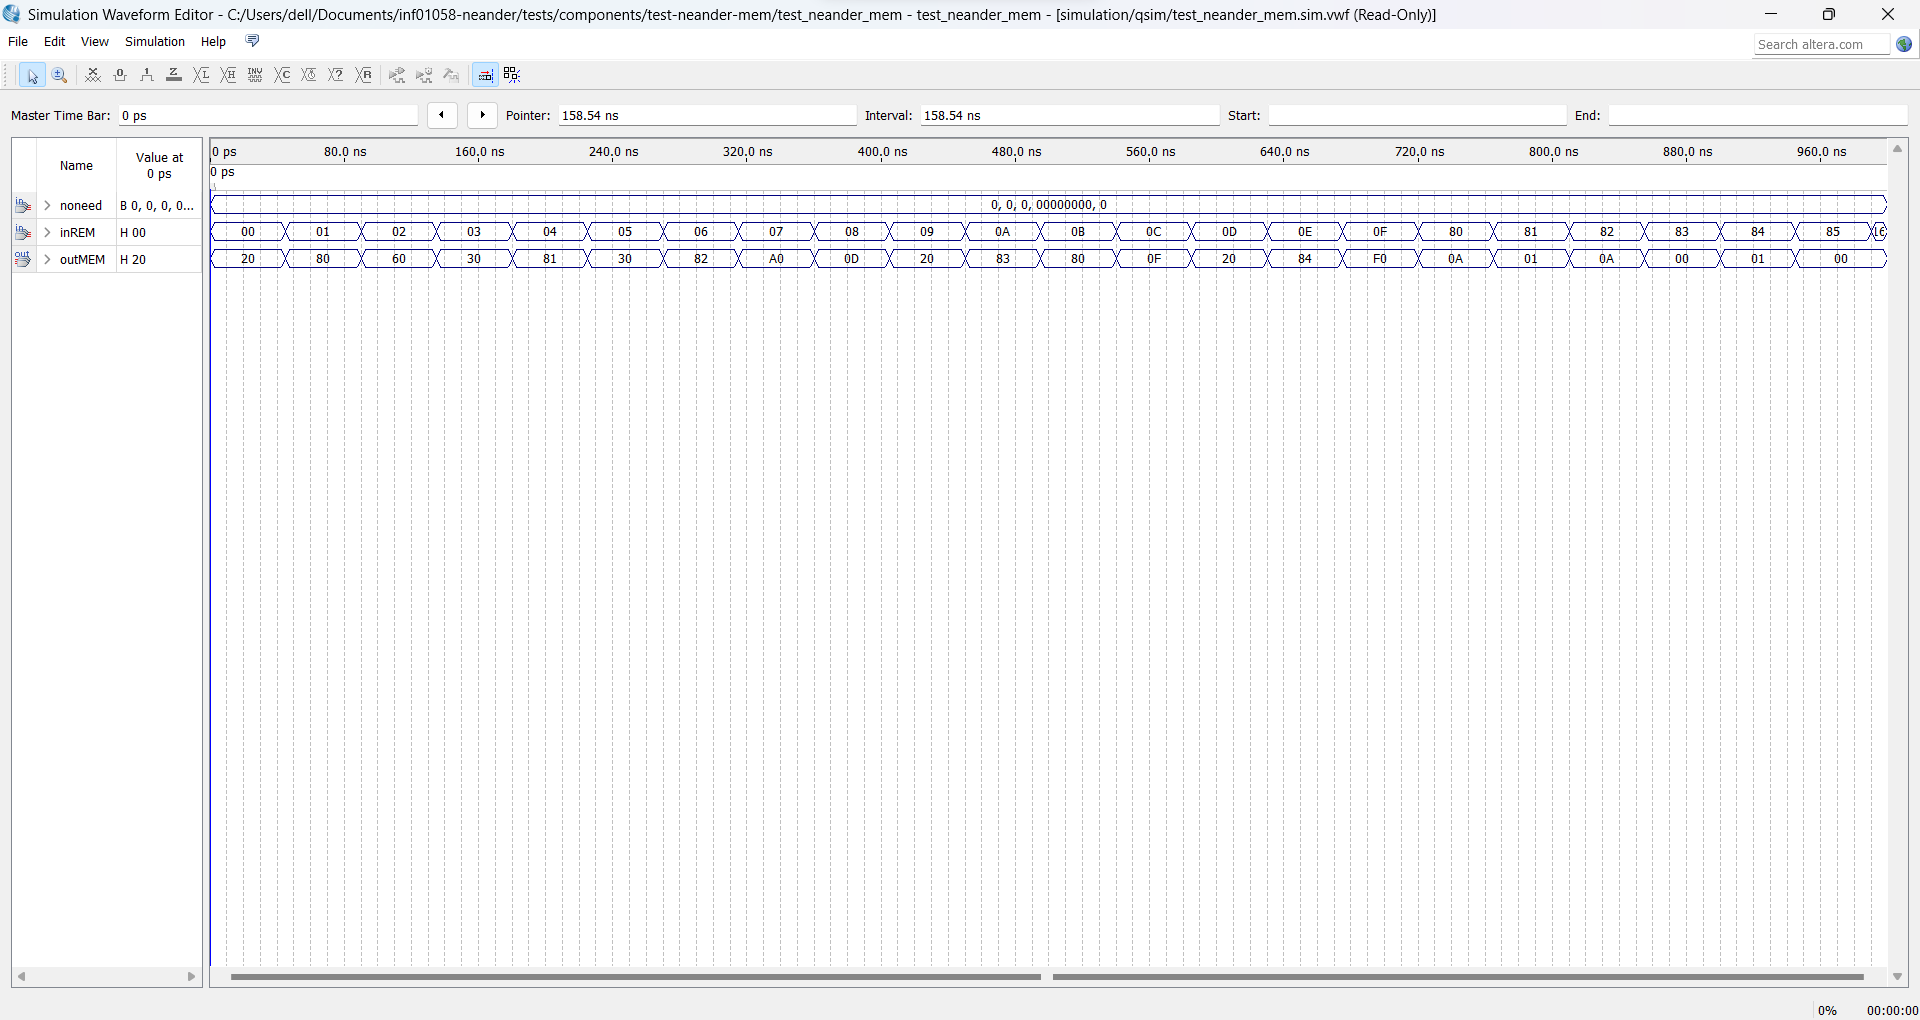 Simulation Waveform Editor - C:/Users/dell/Documents/inf01058-neander/tests/components/test-neander-mem/test_neander_mem - test_neander_mem - [simulation/qsim/test_neander_mem.sim.vwf (Read-Only)]
File Edit View Simulation Help
Search altera.com
Master Time Bar: 0 ps Pointer: 158.54 ns Interval: 158.54 ns Start: End:
Name Value at 0 ps
0 ps 80.0 ns 160.0 ns 240.0 ns 320.0 ns 400.0 ns 480.0 ns 560.0 ns 640.0 ns 720.0 ns 800.0 ns 880.0 ns 960.0 ns
0 ps
noneed B 0, 0, 0, 0... 0, 0, 0, 00000000, 0
inREM H 00 00 01 02 03 04 05 06 07 08 09 0A 0B 0C 0D 0E 0F 80 81 82 83 84 85
outMEM H 20 20 80 60 30 81 30 82 A0 0D 20 83 80 0F 20 84 F0 0A 01 0A 00 01 00
0% 00:00:00